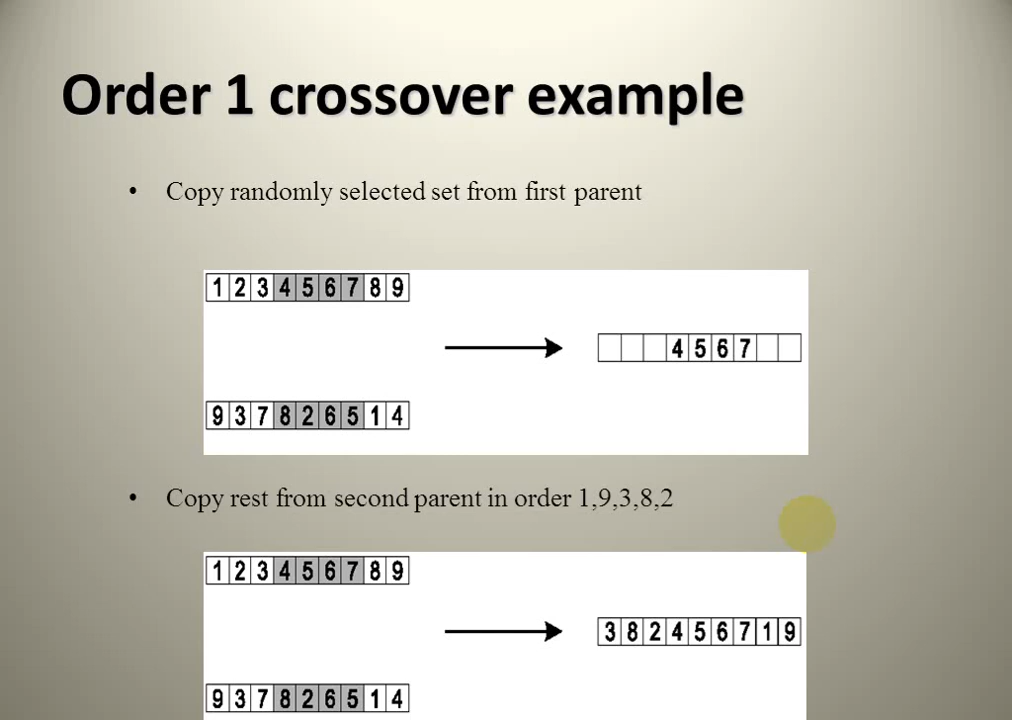 Order 1 crossover example
• Copy randomly selected set from first parent
1 2 3 4 5 6 7 8 9
4 5 6 7
9 3 7 8 2 6 5 1 4
• Copy rest from second parent in order 1,9,3,8,2
1 2 3 4 5 6 7 8 9
3 8 2 4 5 6 7 1 9
9 3 7 8 2 6 5 1 4